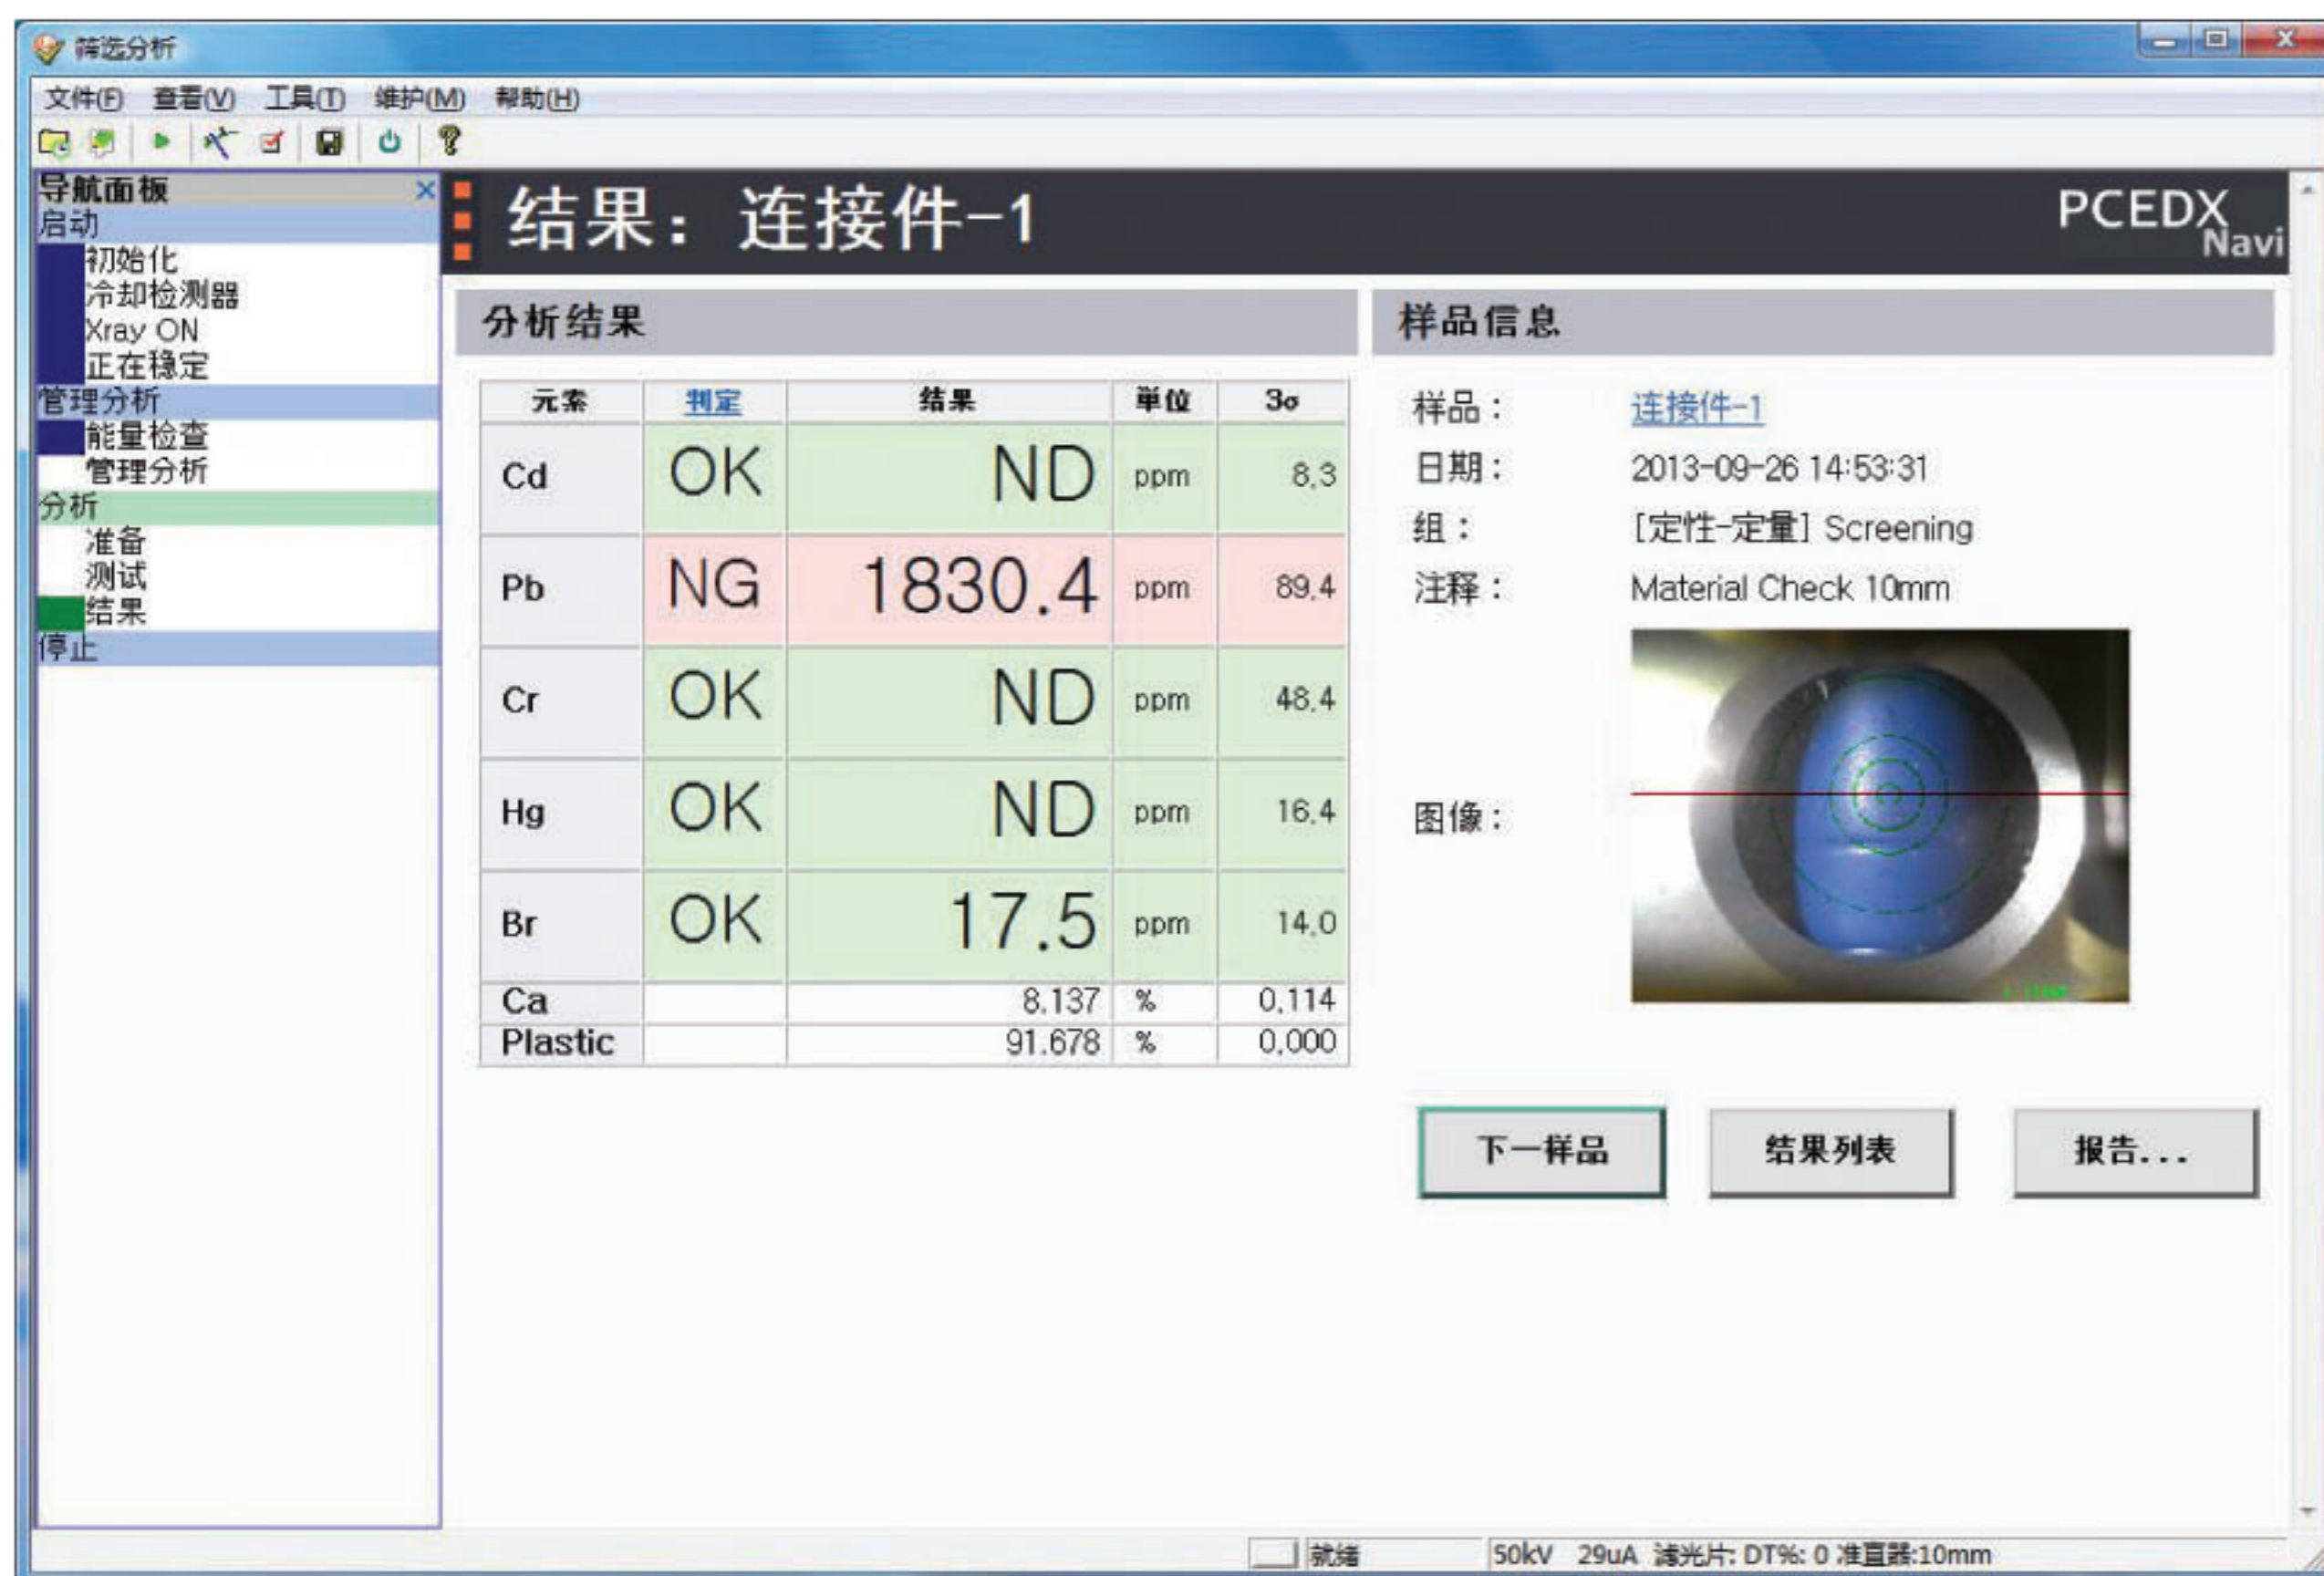 筛选分析
文件(F) 查看(V) 工具(T) 维护(M) 帮助(H)
导航面板
启动
初始化
冷却检测器
Xray ON
正在稳定
管理分析
能量检查
管理分析
分析
准备
测试
结果
停止
结果：连接件-1
PCEDX
Navi
分析结果
元素 判定 结果 単位 3σ
Cd OK ND ppm 8.3
Pb NG 1830.4 ppm 89.4
Cr OK ND ppm 48.4
Hg OK ND ppm 16.4
Br OK 17.5 ppm 14.0
Ca 8.137 % 0.114
Plastic 91.678 % 0.000
样品信息
样品： 连接件-1
日期： 2013-09-26 14:53:31
组： [定性-定量] Screening
注释： Material Check 10mm
图像：
下一样品 结果列表 报告...
就绪 50kV 29uA 滤光片: DT%: 0 准直器:10mm